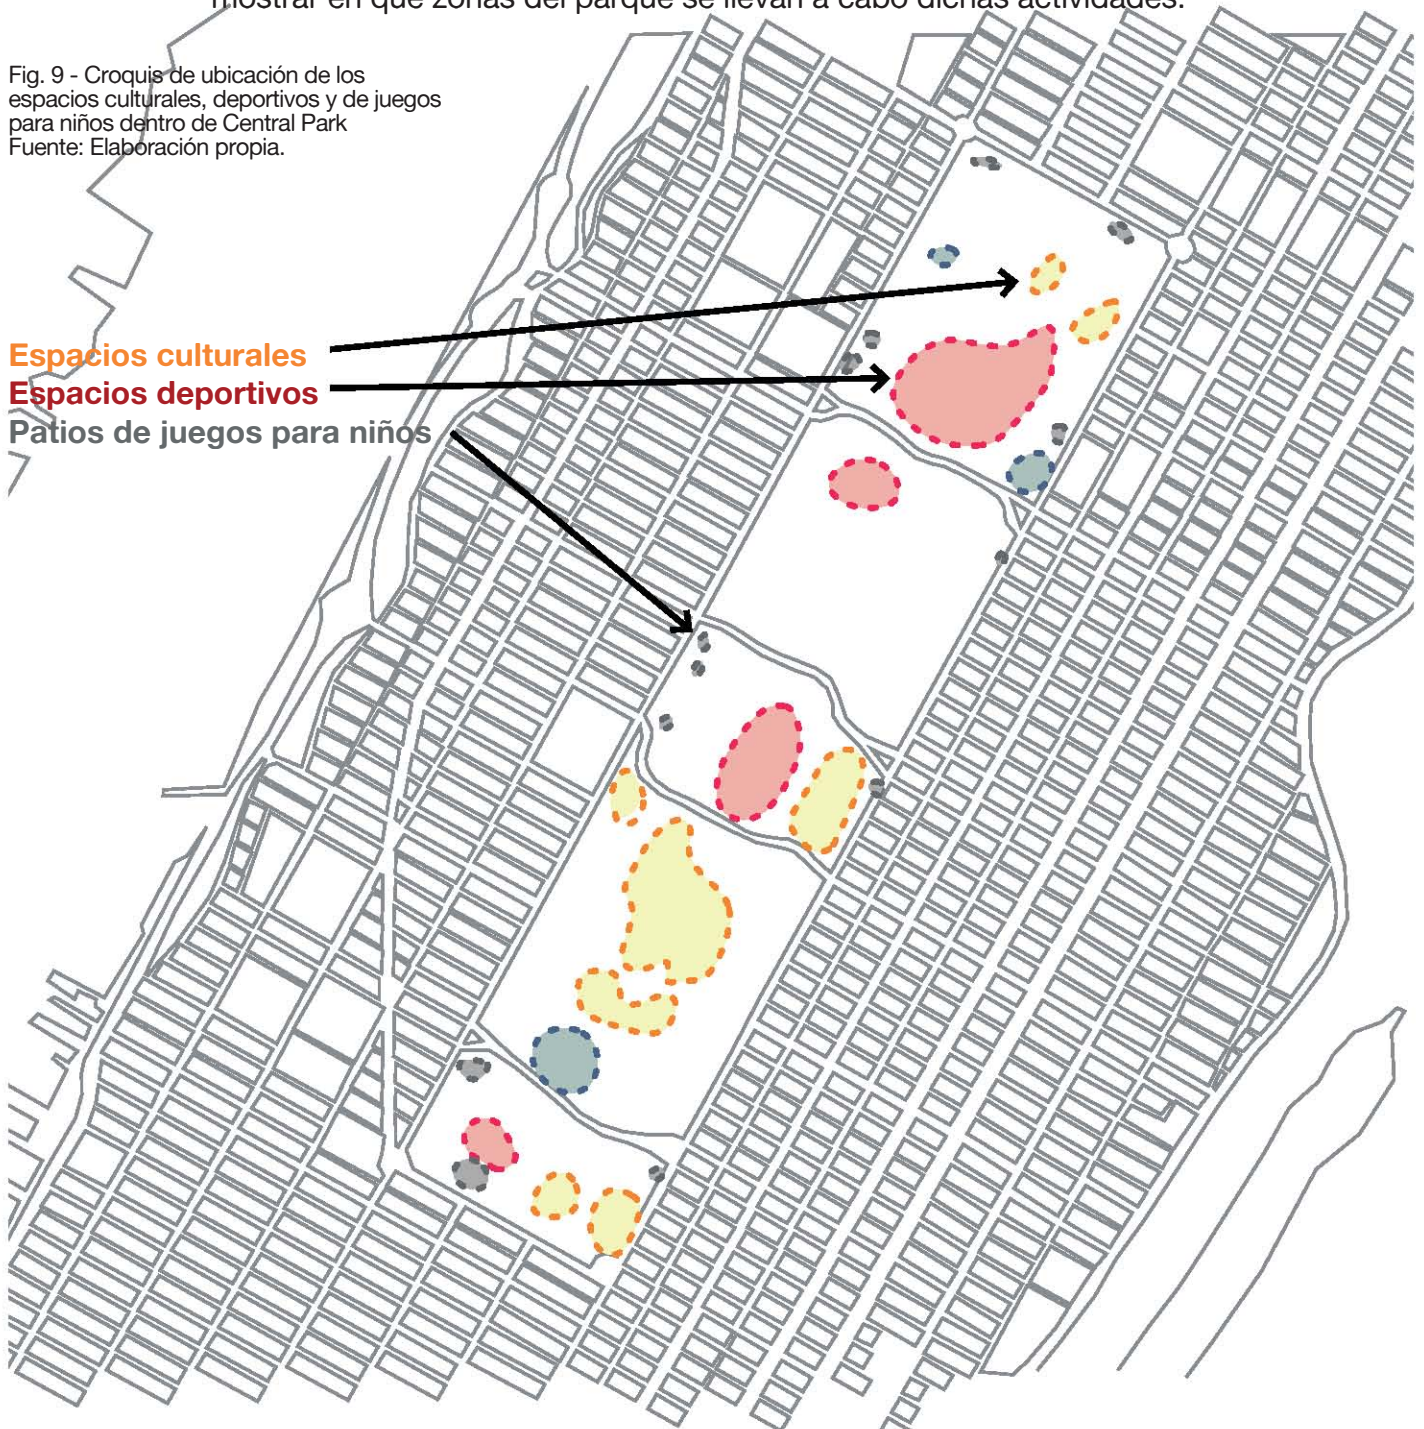 mostrar en qué zonas del parque se llevan a cabo dichas actividades.
Fig. 9 - Croquis de ubicación de los
espacios culturales, deportivos y de juegos
para niños dentro de Central Park
Fuente: Elaboración propia.
Espacios culturales
Espacios deportivos
Patios de juegos para niños